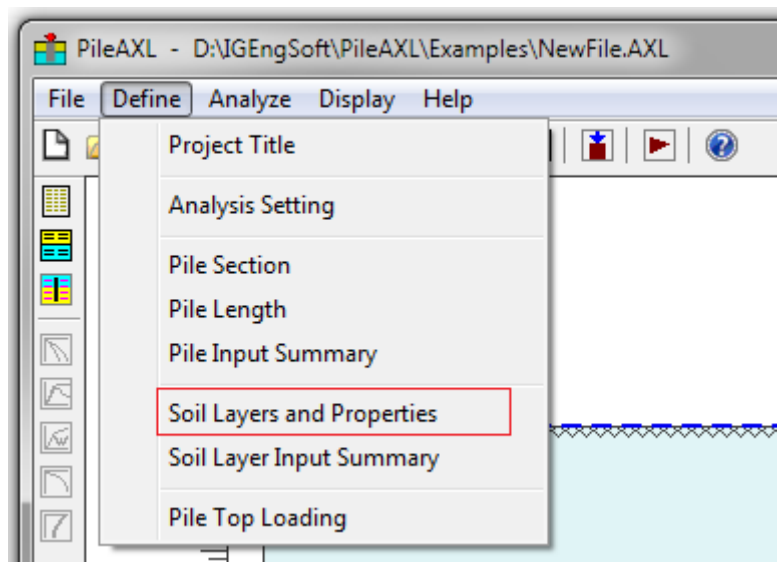 PileAXL - D:\IGEngSoft\PileAXL\Examples\NewFile.AXL
File Define Analyze Display Help
Project Title
Analysis Setting
Pile Section
Pile Length
Pile Input Summary
Soil Layers and Properties
Soil Layer Input Summary
Pile Top Loading